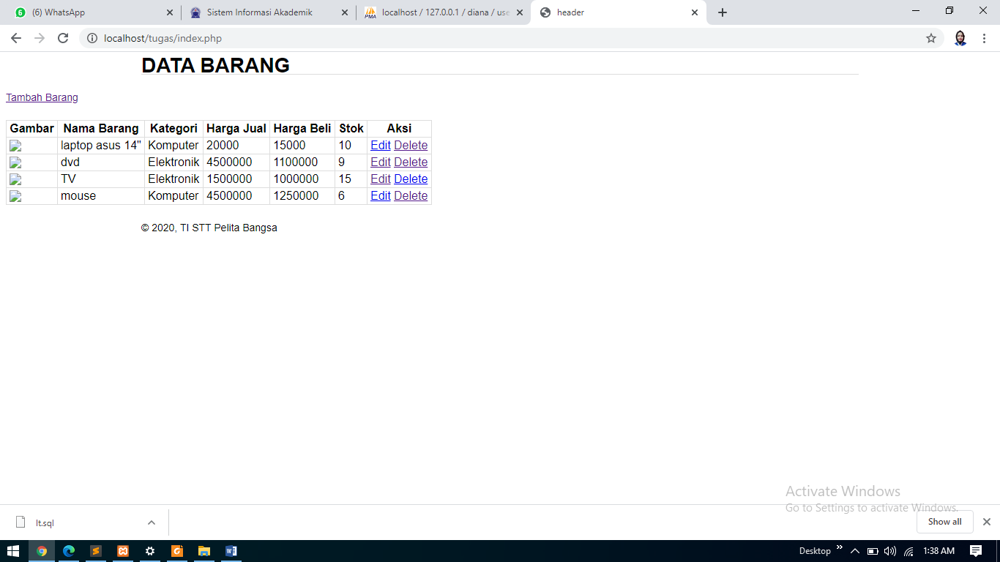 (6) WhatsApp
Sistem Informasi Akademik
localhost / 127.0.0.1 / diana / use
header
localhost/tugas/index.php
DATA BARANG
Tambah Barang
Gambar Nama Barang Kategori Harga Jual Harga Beli Stok Aksi
laptop asus 14" Komputer 20000 15000 10 Edit Delete
dvd Elektronik 4500000 1100000 9 Edit Delete
TV Elektronik 1500000 1000000 15 Edit Delete
mouse Komputer 4500000 1250000 6 Edit Delete
© 2020, TI STT Pelita Bangsa
Activate Windows
Go to Settings to activate Windows.
lt.sql
Show all
Desktop
1:38 AM